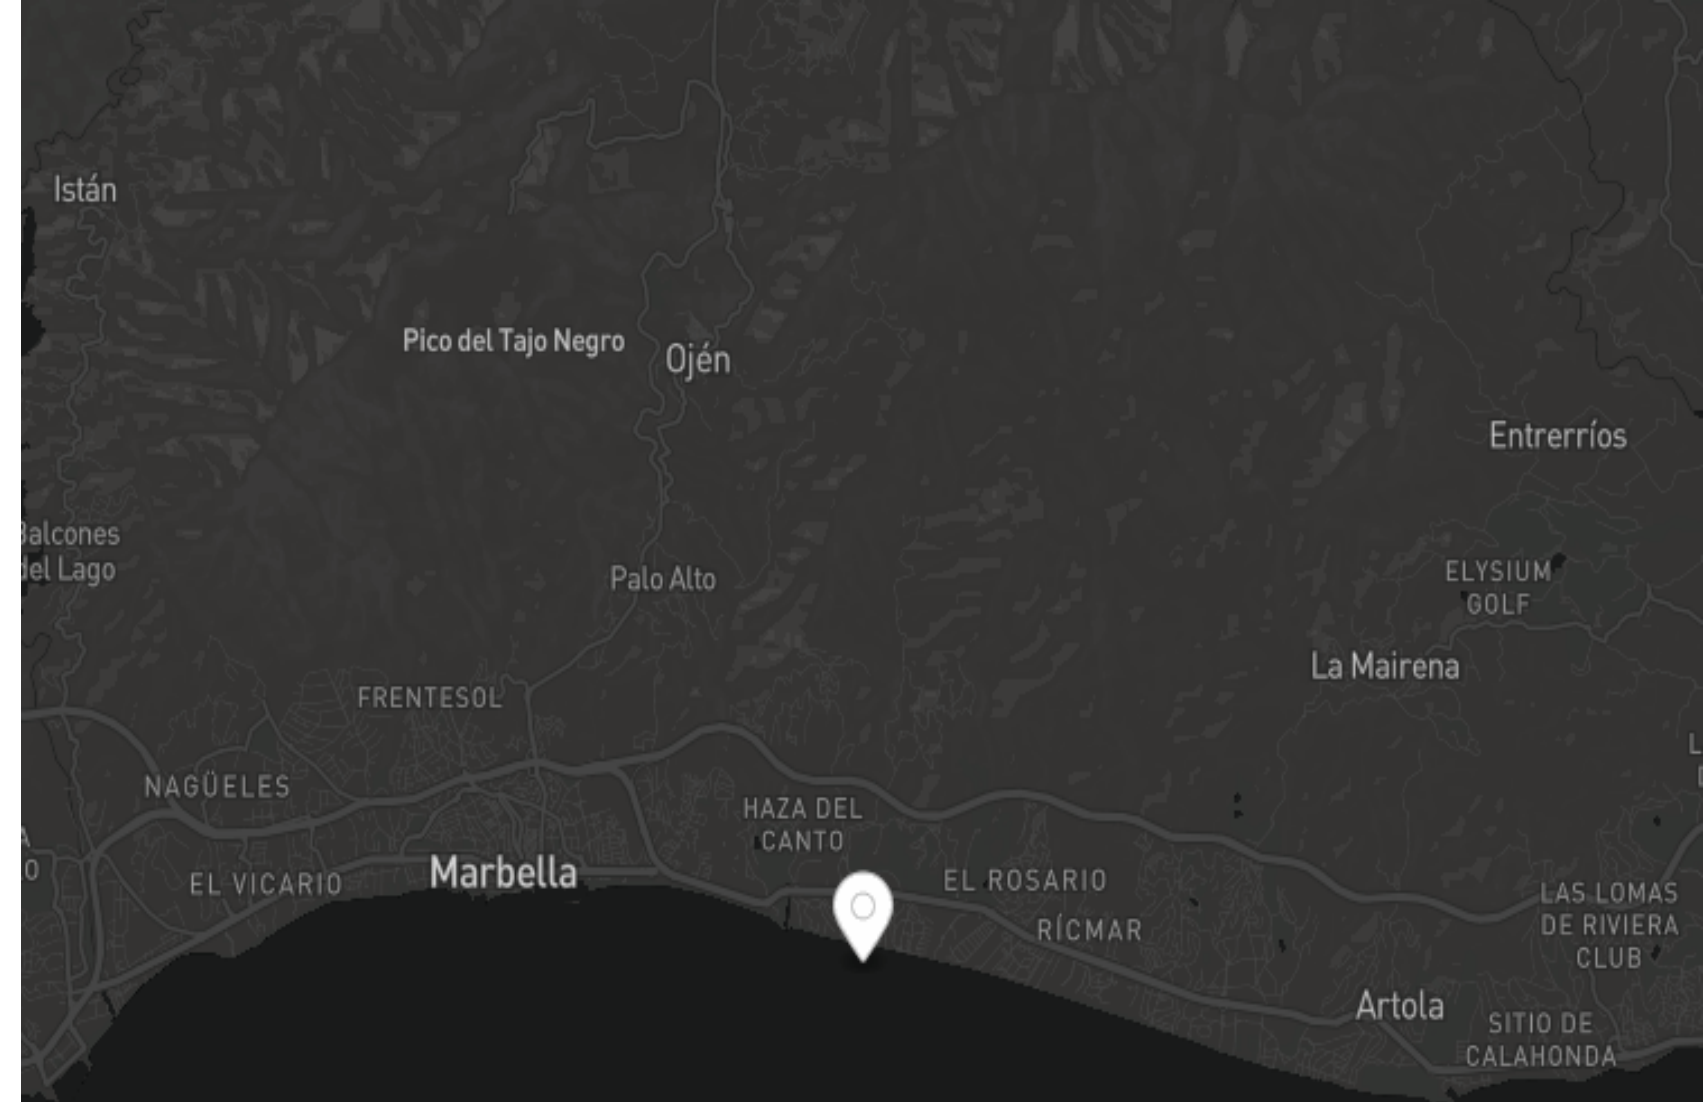 Istán
Pico del Tajo Negro
Ojén
Entrerríos
Balcones
del Lago
Palo Alto
ELYSIUM
GOLF
La Mairena
FRENTESOL
NAGÜELES
HAZA DEL
CANTO
Marbella
EL VICARIO
EL ROSARIO
RÍCMAR
LAS LOMAS
DE RIVIERA
CLUB
Artola
SITIO DE
CALAHONDA